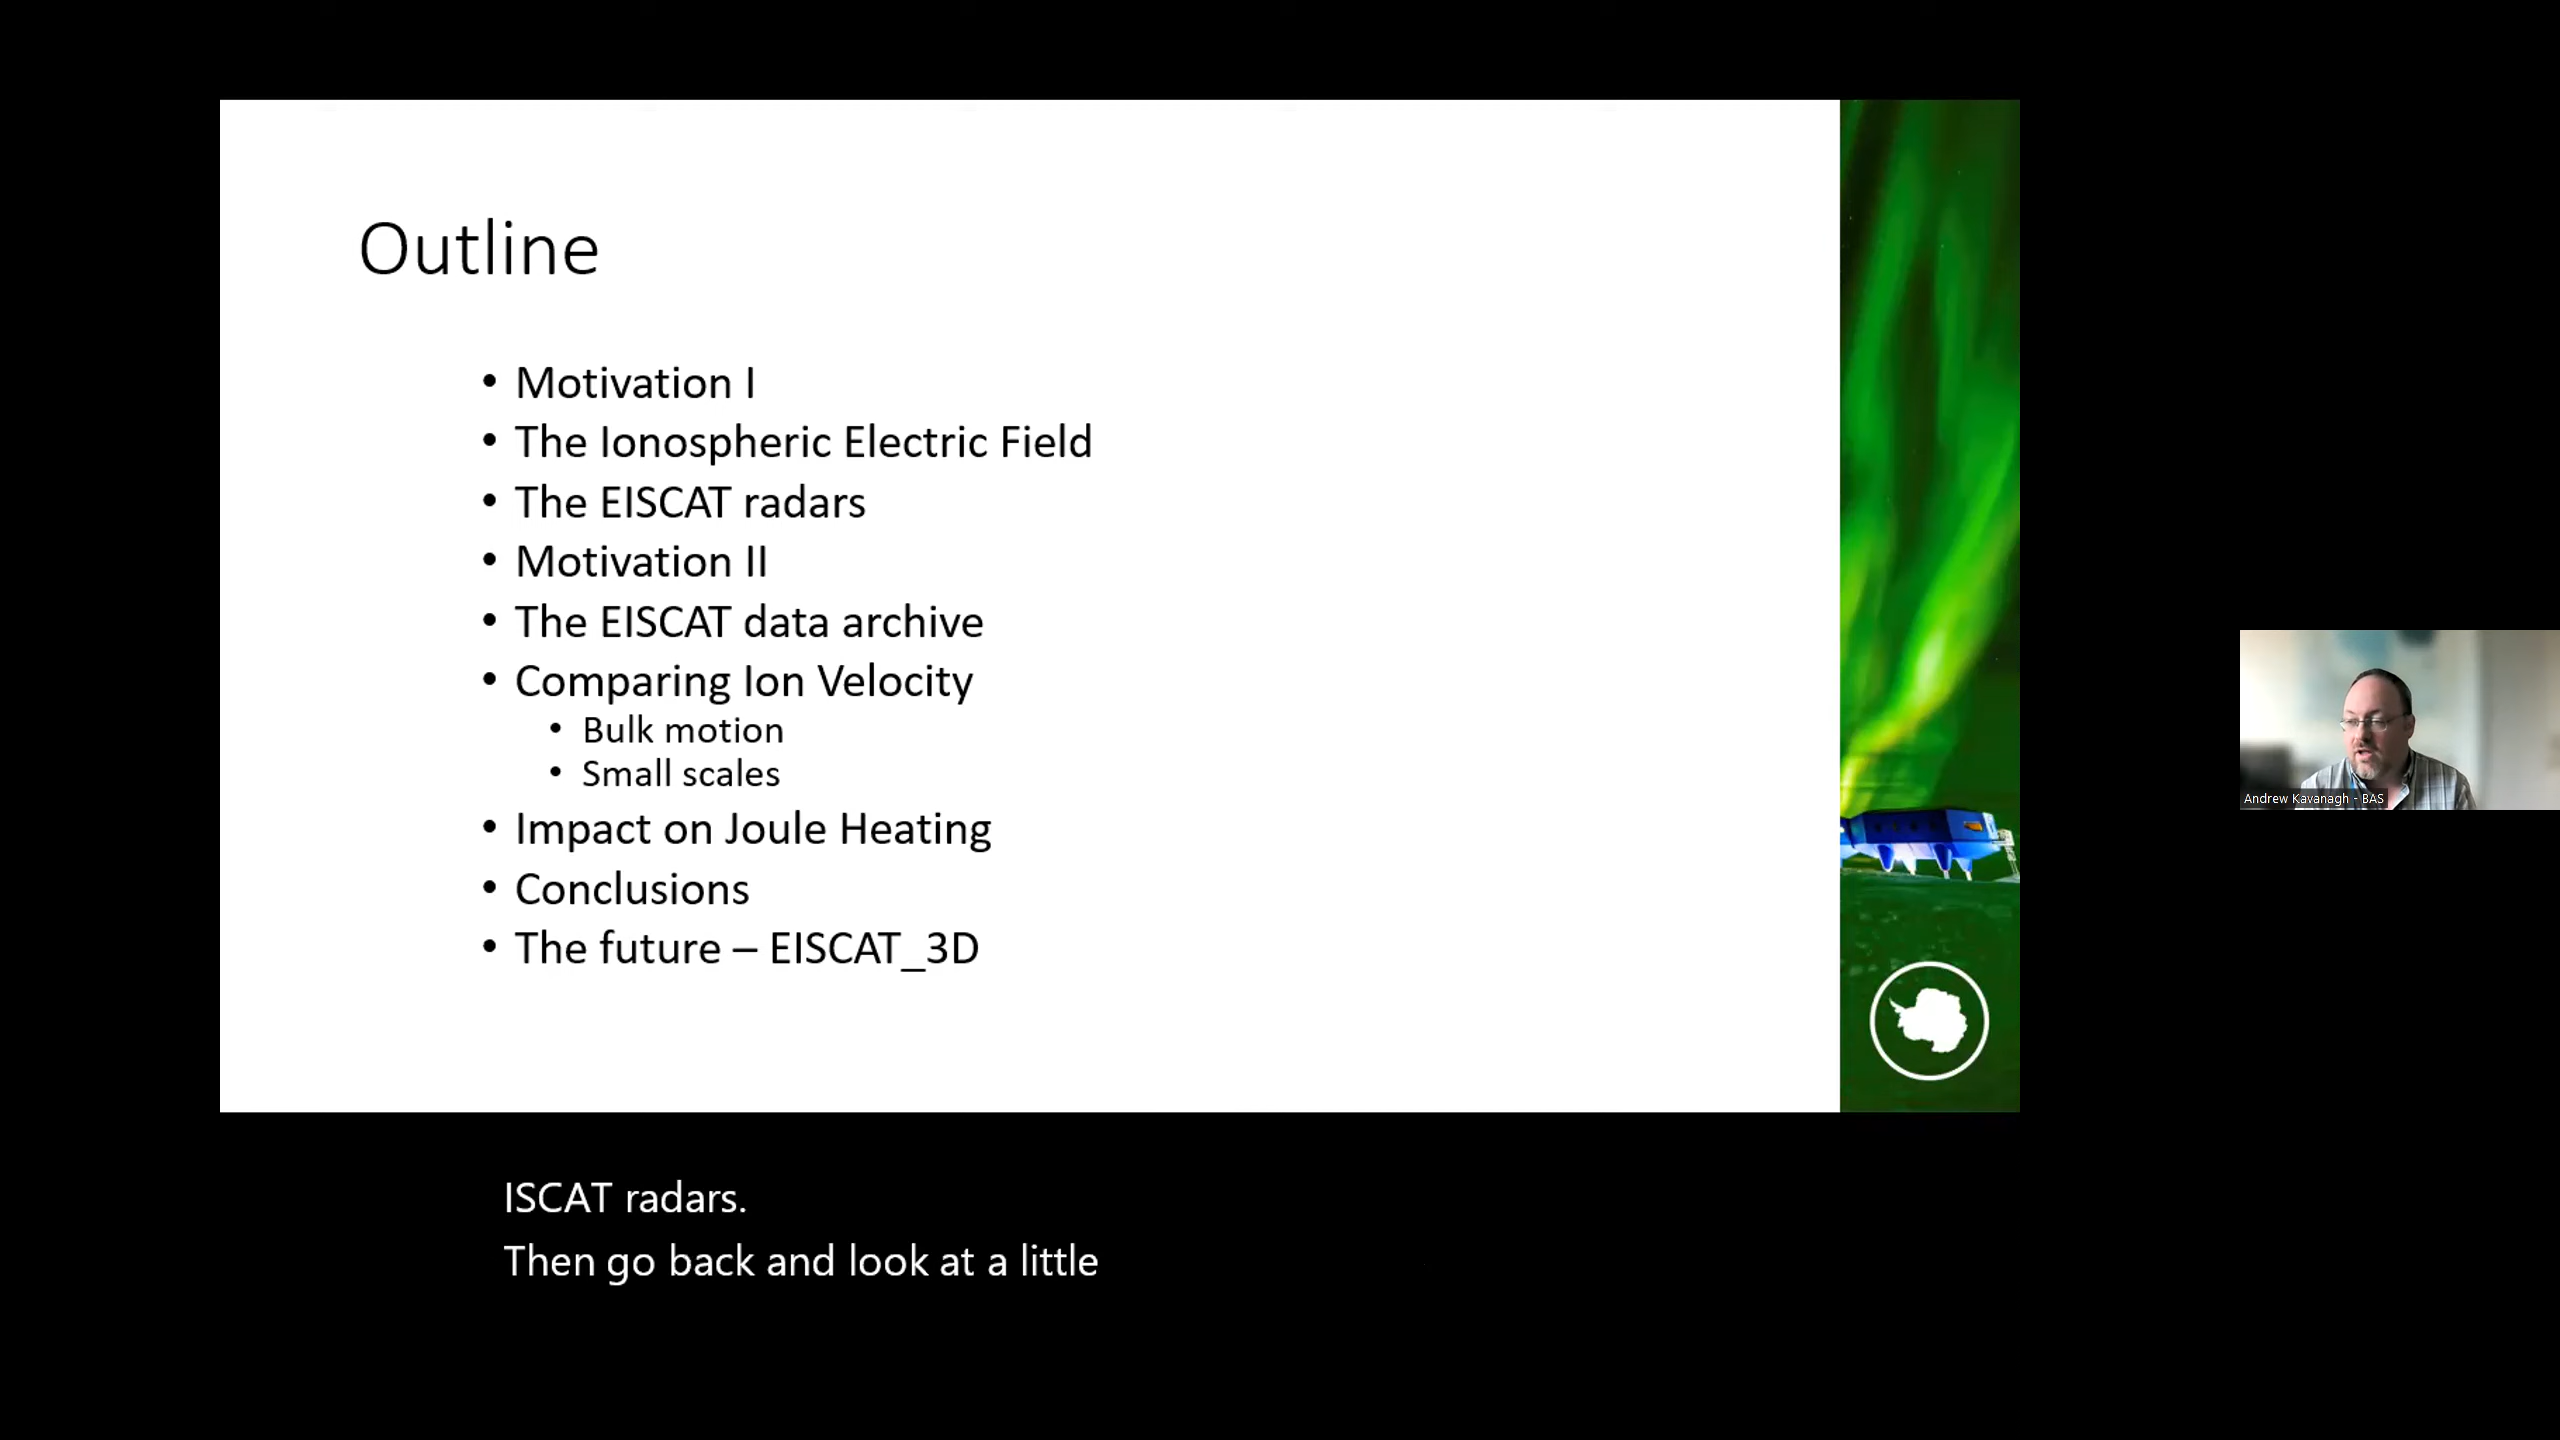 Outline
• Motivation I
• The Ionospheric Electric Field
• The EISCAT radars
• Motivation II
• The EISCAT data archive
• Comparing Ion Velocity
• Bulk motion
• Small scales
• Impact on Joule Heating
• Conclusions
• The future – EISCAT_3D
Andrew Kavanagh - BAS
ISCAT radars.
Then go back and look at a little